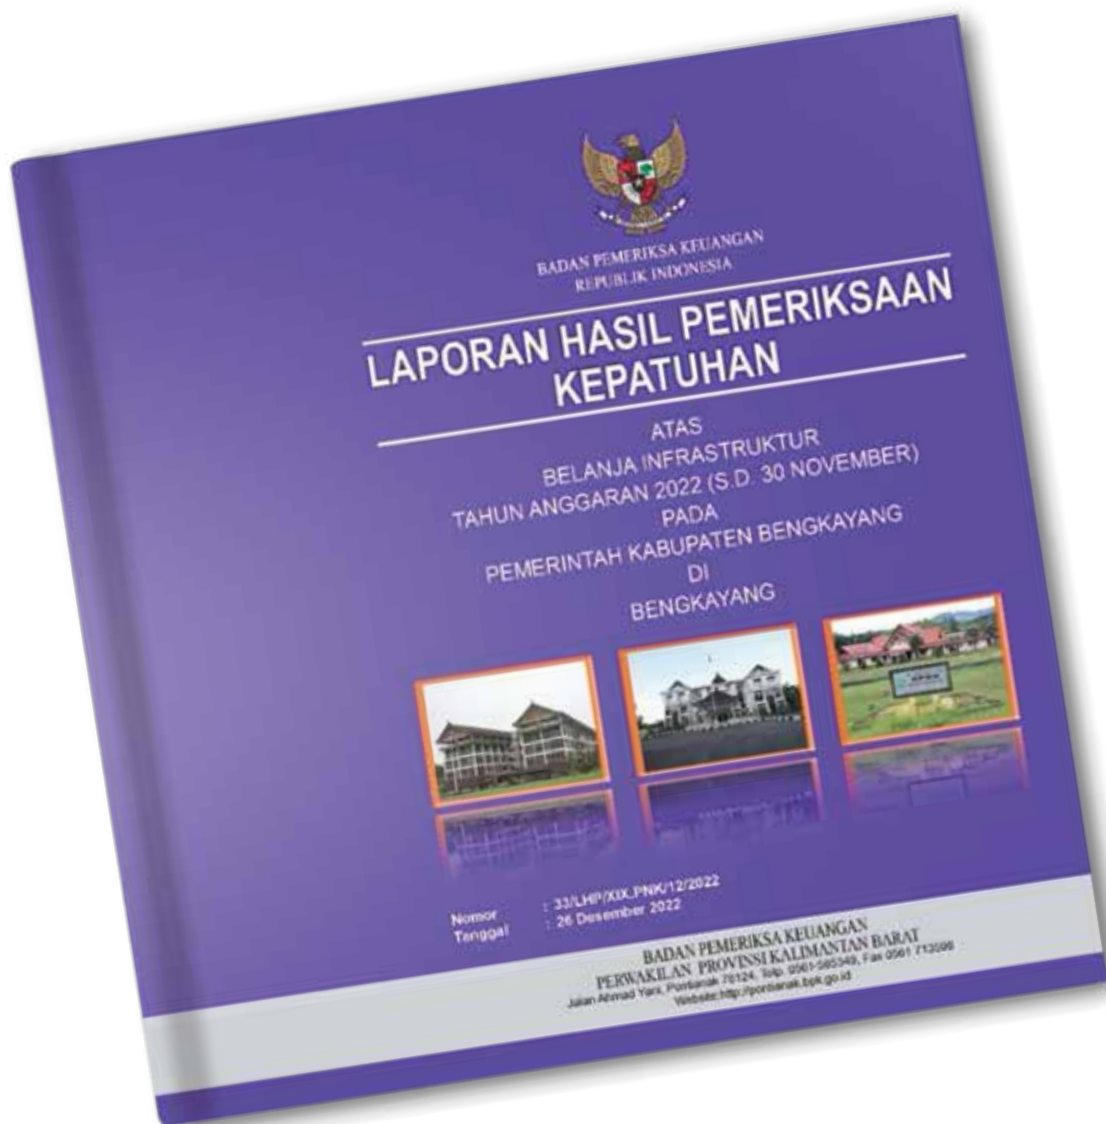 BADAN PEMERIKSA KEUANGAN
REPUBLIK INDONESIA
LAPORAN HASIL PEMERIKSAAN
KEPATUHAN
ATAS
BELANJA INFRASTRUKTUR
TAHUN ANGGARAN 2022 (S.D. 30 NOVEMBER)
PADA
PEMERINTAH KABUPATEN BENGKAYANG
DI
BENGKAYANG
Nomor : 33/LHP/XIX.PNK/12/2022
Tanggal : 26 Desember 2022
BADAN PEMERIKSA KEUANGAN
PERWAKILAN PROVINSI KALIMANTAN BARAT
Jalan Ahmad Yani, Pontianak 78124, Telp. 0561-585349, Fax 0561 713598
Website:http://pontianak.bpk.go.id